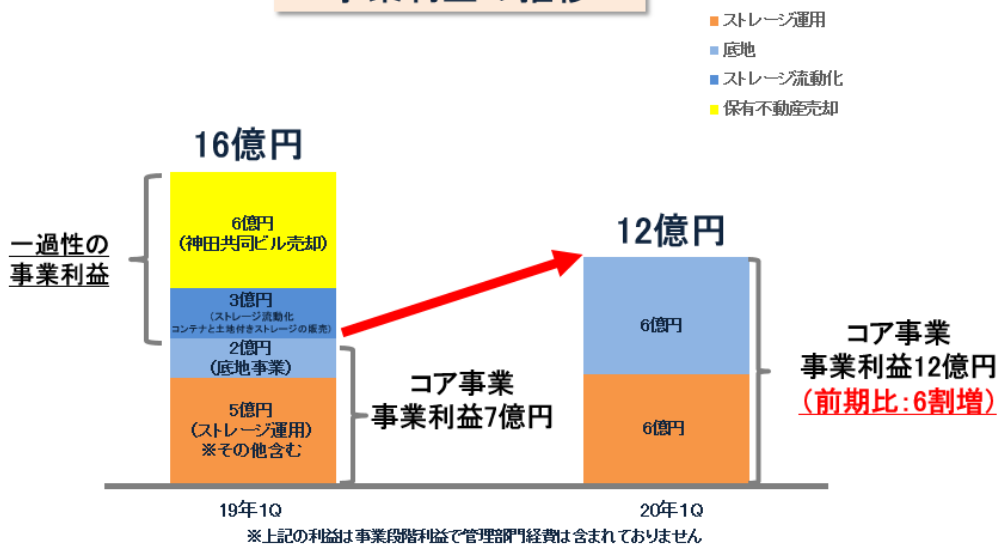 ストレージ運用
底地
ストレージ流動化
保有不動産売却
16億円
6億円
(神田共同ビル売却)
一過性の
事業利益
3億円
(ストレージ流動化
コンテナと土地付きストレージの販売)
2億円
(底地事業)
5億円
(ストレージ運用)
※その他含む
コア事業
事業利益7億円
12億円
6億円
6億円
コア事業
事業利益12億円
(前期比:6割増)
19年1Q
20年1Q
※上記の利益は事業段階利益で管理部門経費は含まれておりません